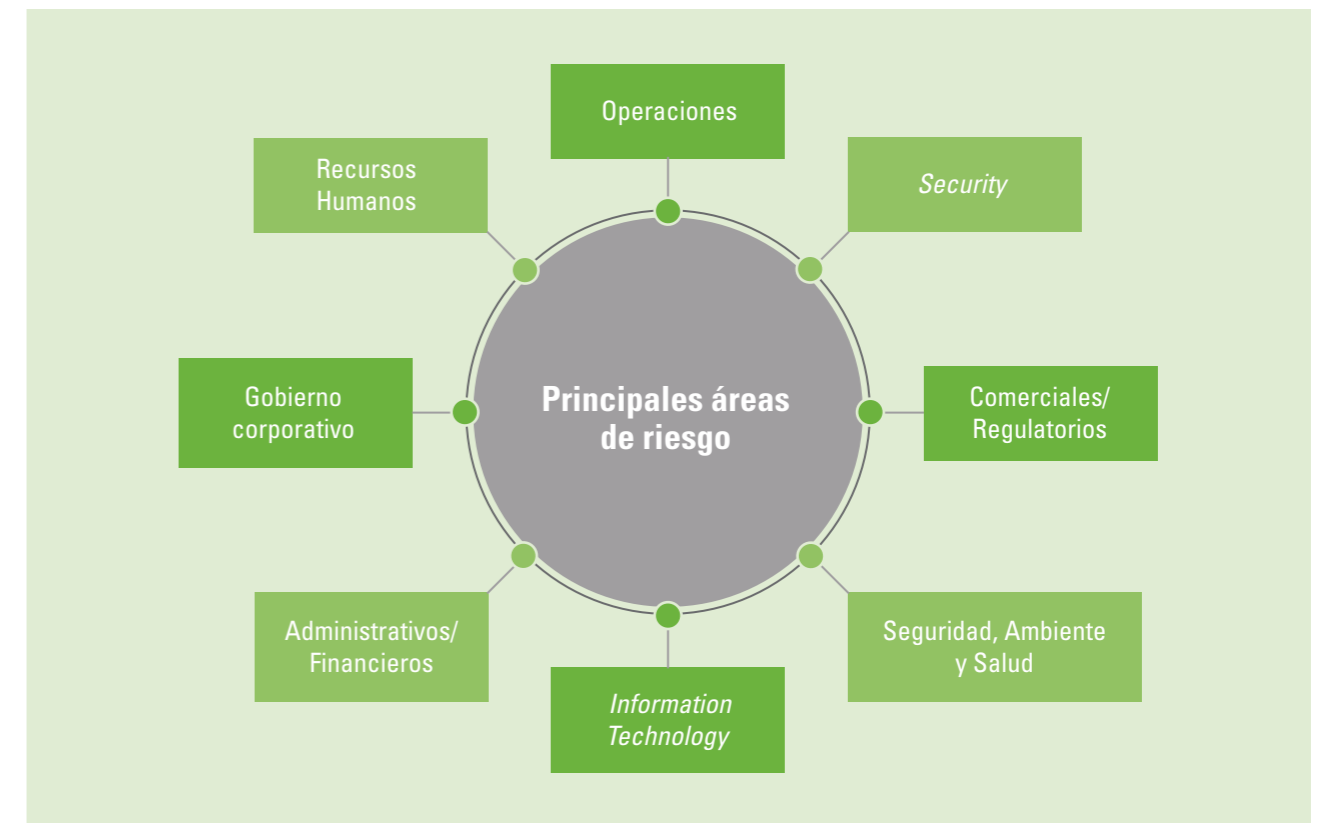 Operaciones
Recursos
Humanos
Security
Principales áreas
de riesgo
Gobierno
corporativo
Comerciales/
Regulatorios
Administrativos/
Financieros
Seguridad, Ambiente
y Salud
Information
Technology